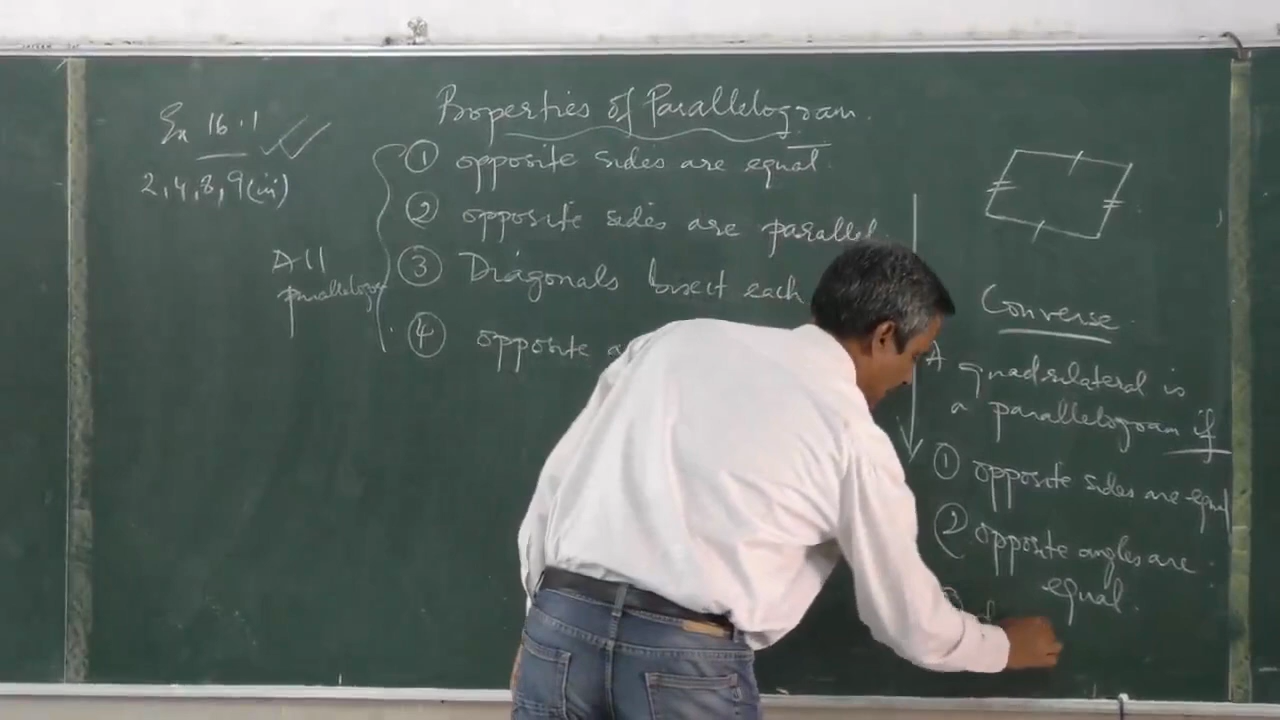 Ex 16.1
2, 4, 8, 9(iii)
Properties of Parallelogram.
① opposite sides are equal.
② opposite sides are parallel.
③ Diagonals bisect each
④ opposite
All
parallelogram
Converse.
A quadrilateral is
a parallelogram if
① opposite sides are equal
② opposite angles are
equal.